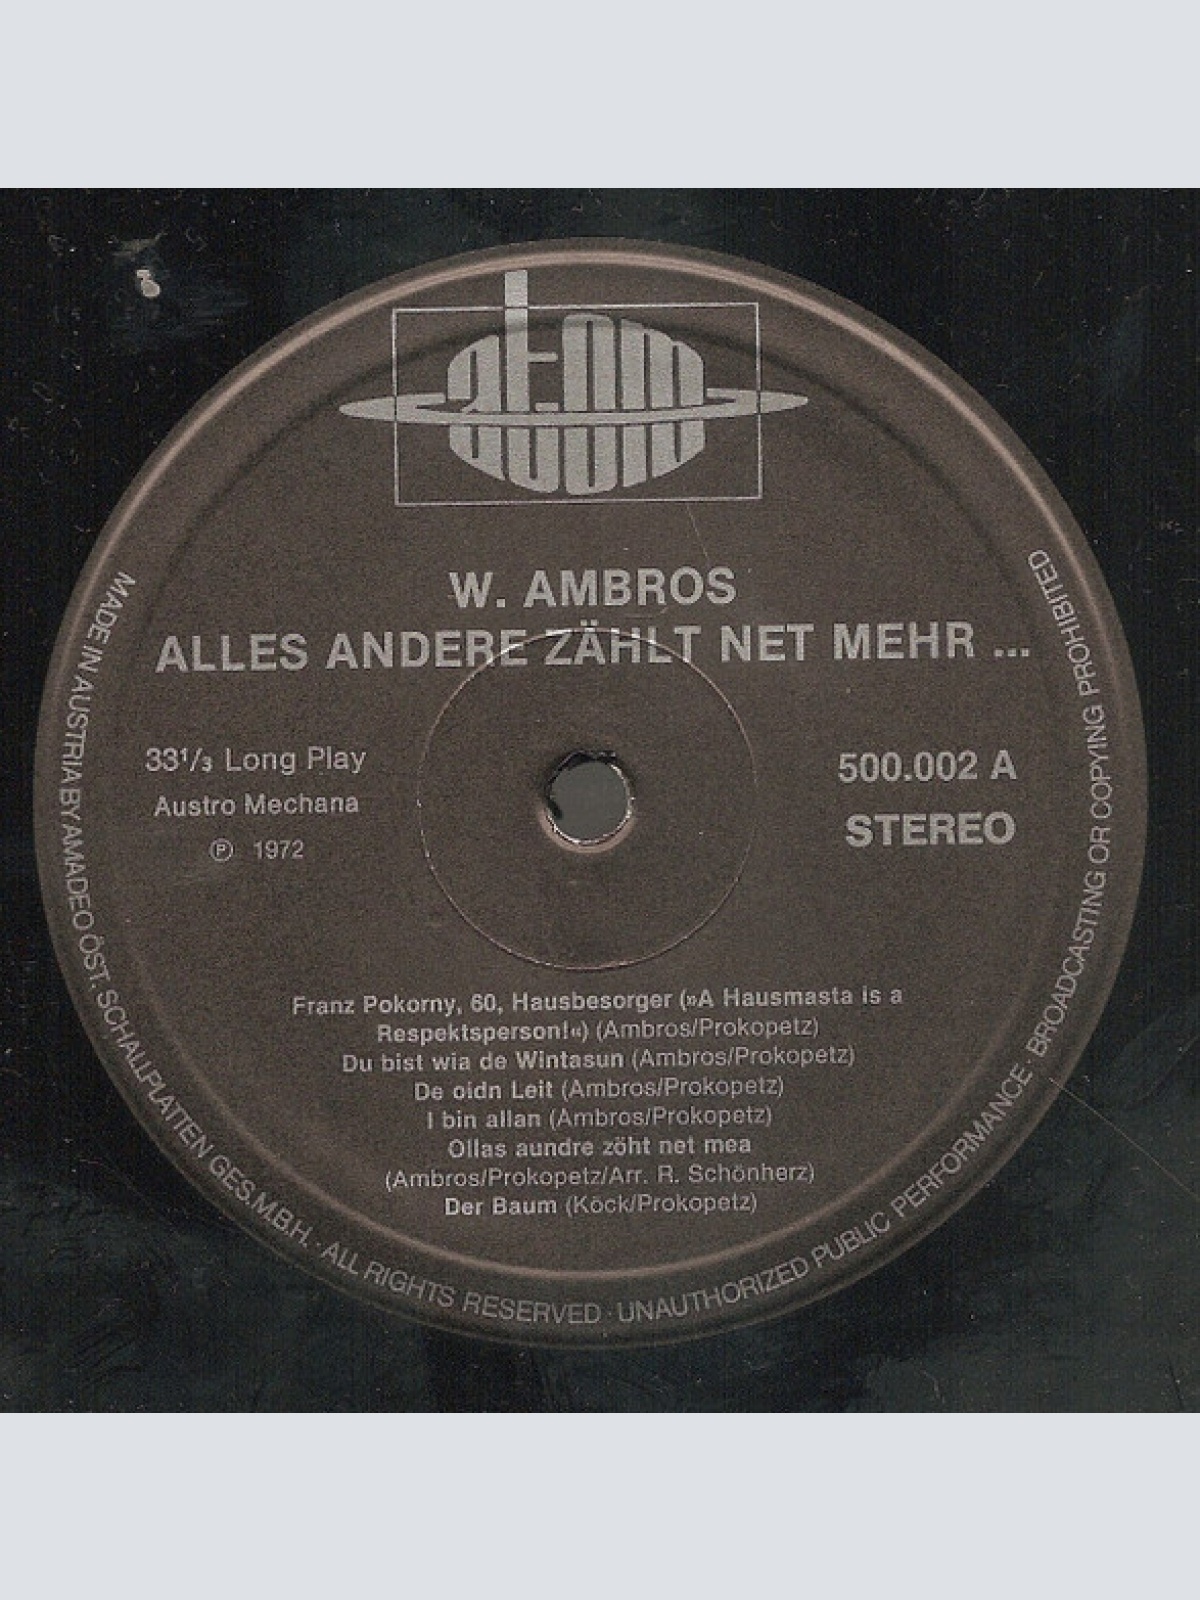 atom
W. AMBROS
ALLES ANDERE ZÄHLT NET MEHR ...
33 1/3 Long Play
Austro Mechana
℗ 1972
500.002 A
STEREO
Franz Pokorny, 60, Hausbesorger (»A Hausmasta is a
Respektsperson!«) (Ambros/Prokopetz)
Du bist wia de Wintasun (Ambros/Prokopetz)
De oidn Leit (Ambros/Prokopetz)
I bin allan (Ambros/Prokopetz)
Ollas aundre zöht net mea
(Ambros/Prokopetz/Arr. R. Schönherz)
Der Baum (Köck/Prokopetz)
MADE IN AUSTRIA BY AMADEO ÖST. SCHALLPLATTEN GES.M.B.H. · ALL RIGHTS RESERVED · UNAUTHORIZED PUBLIC PERFORMANCE · BROADCASTING OR COPYING PROHIBITED